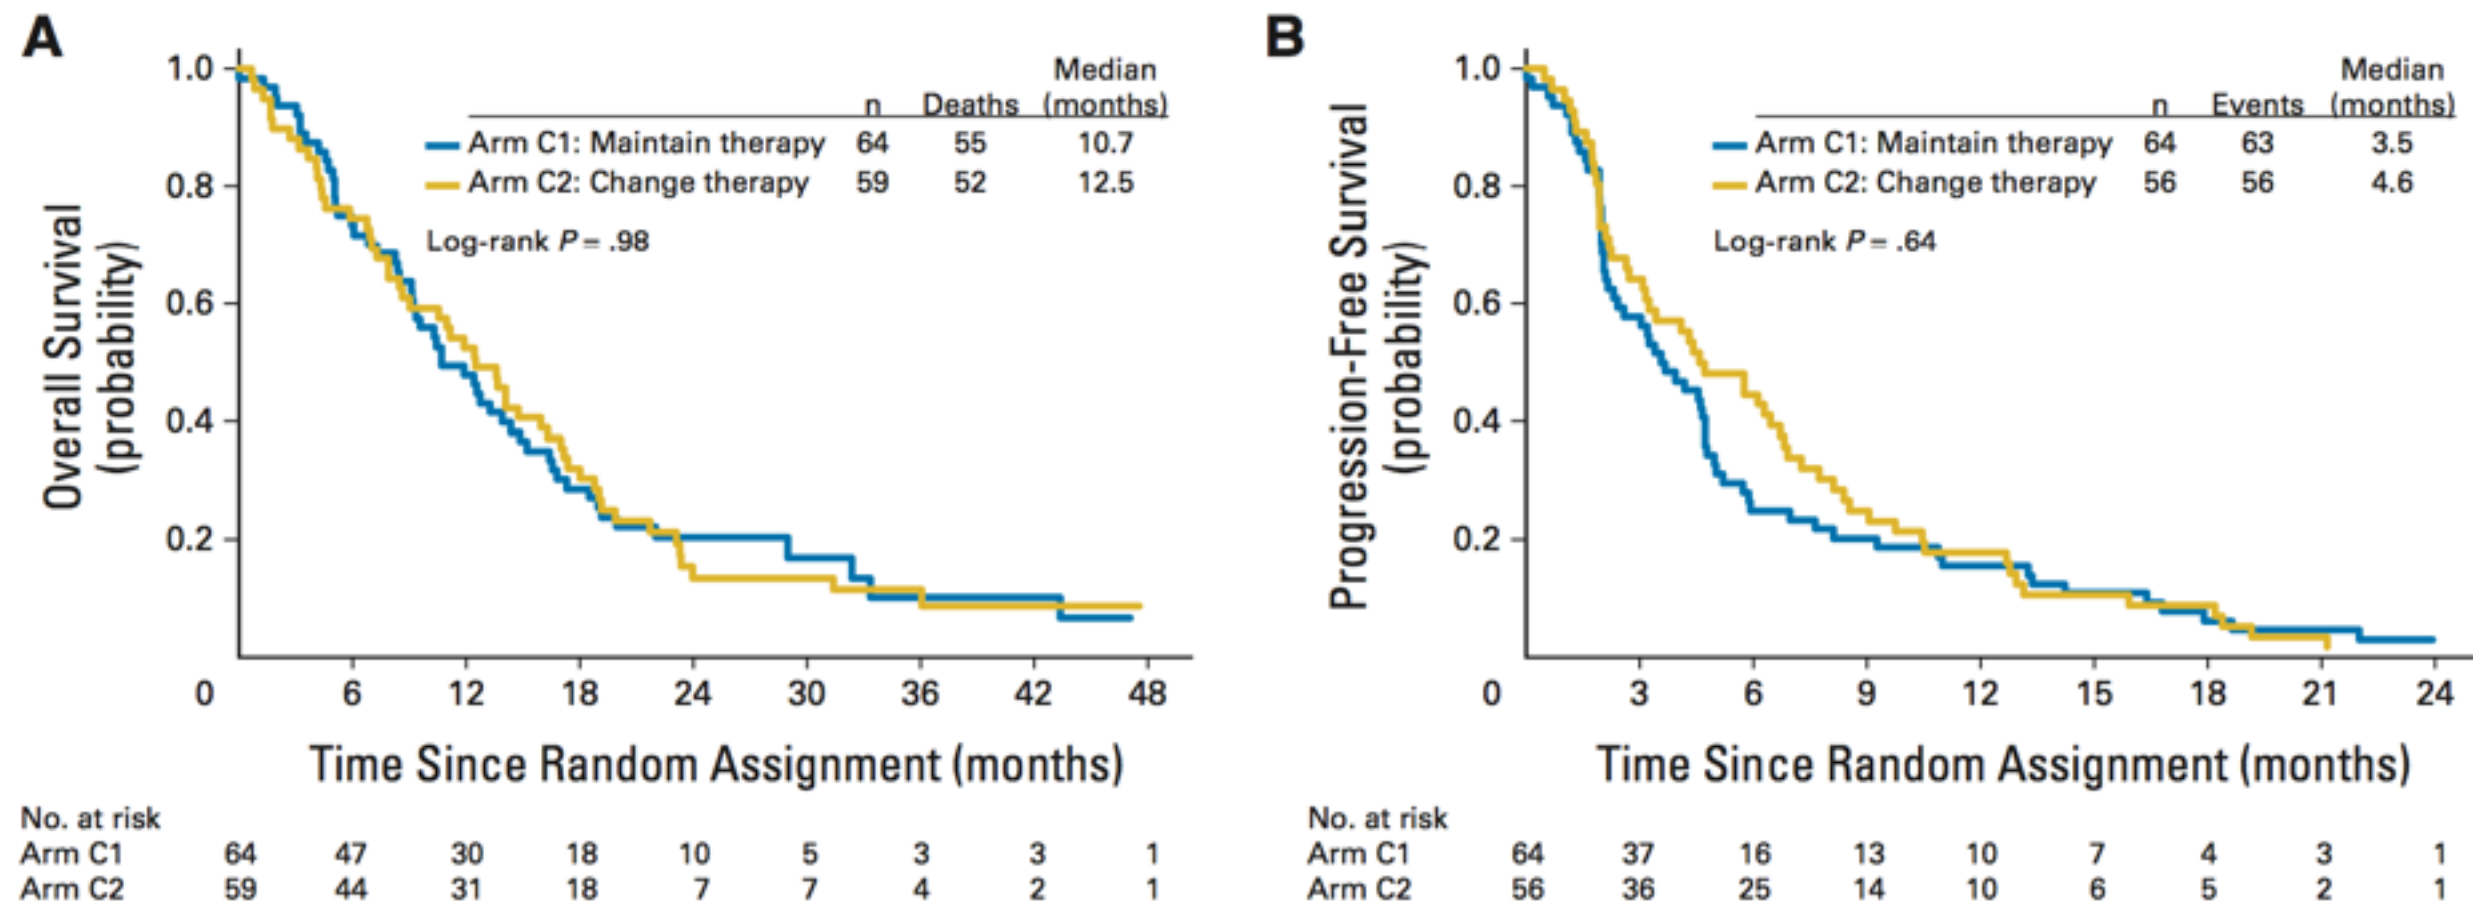 A
Overall Survival
(probability)
1.0
0.8
0.6
0.4
0.2
0 6 12 18 24 30 36 42 48
Time Since Random Assignment (months)
Median
n Deaths (months)
Arm C1: Maintain therapy 64 55 10.7
Arm C2: Change therapy 59 52 12.5
Log-rank P = .98
No. at risk
Arm C1 64 47 30 18 10 5 3 3 1
Arm C2 59 44 31 18 7 7 4 2 1
B
Progression-Free Survival
(probability)
1.0
0.8
0.6
0.4
0.2
0 3 6 9 12 15 18 21 24
Time Since Random Assignment (months)
Median
n Events (months)
Arm C1: Maintain therapy 64 63 3.5
Arm C2: Change therapy 56 56 4.6
Log-rank P = .64
No. at risk
Arm C1 64 37 16 13 10 7 4 3 1
Arm C2 56 36 25 14 10 6 5 2 1